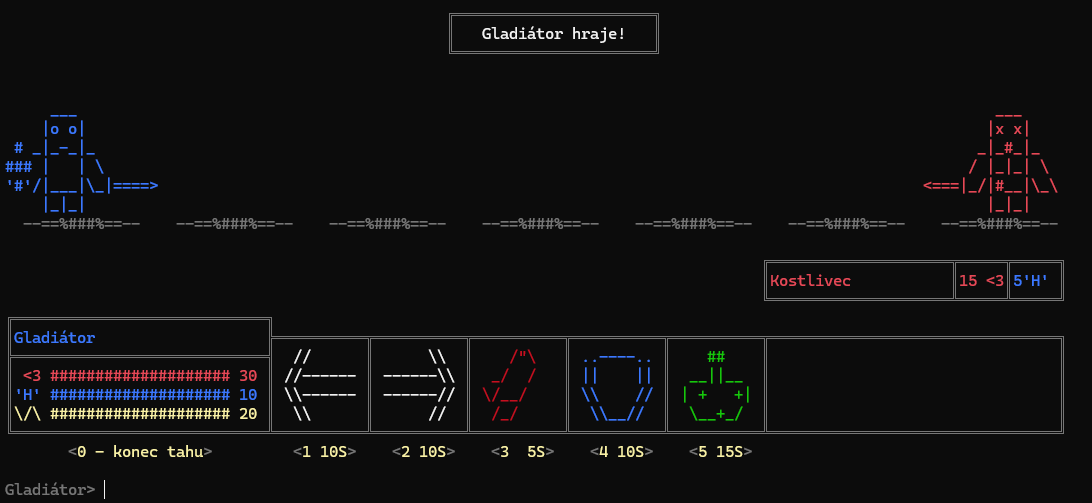 Gladiátor hraje!
Kostlivec 15 <3 5'H'
Gladiátor
<3 #################### 30
'H' #################### 10
\/\ #################### 20
<0 - konec tahu> <1 10S> <2 10S> <3  5S> <4 10S> <5 15S>
Gladiátor>